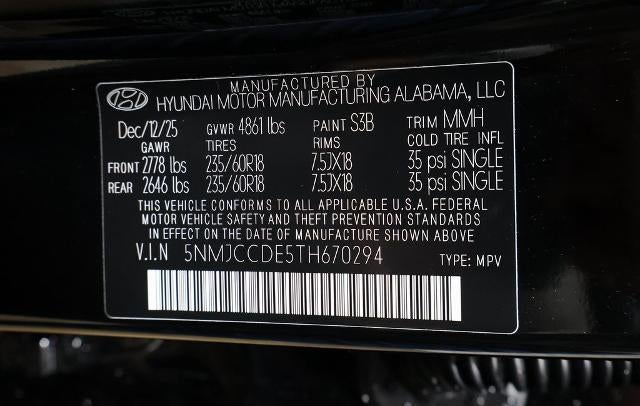 MANUFACTURED BY
HYUNDAI MOTOR MANUFACTURING ALABAMA, LLC
Dec/12/25 GVWR 4861 lbs PAINT S3B TRIM MMH
GAWR TIRES RIMS COLD TIRE INFL
FRONT 2778 lbs 235/60R18 7.5JX18 35 psi SINGLE
REAR 2646 lbs 235/60R18 7.5JX18 35 psi SINGLE
THIS VEHICLE CONFORMS TO ALL APPLICABLE U.S.A. FEDERAL
MOTOR VEHICLE SAFETY AND THEFT PREVENTION STANDARDS
IN EFFECT ON THE DATE OF MANUFACTURE SHOWN ABOVE
V.I.N 5NMJCCDE5TH670294 TYPE: MPV